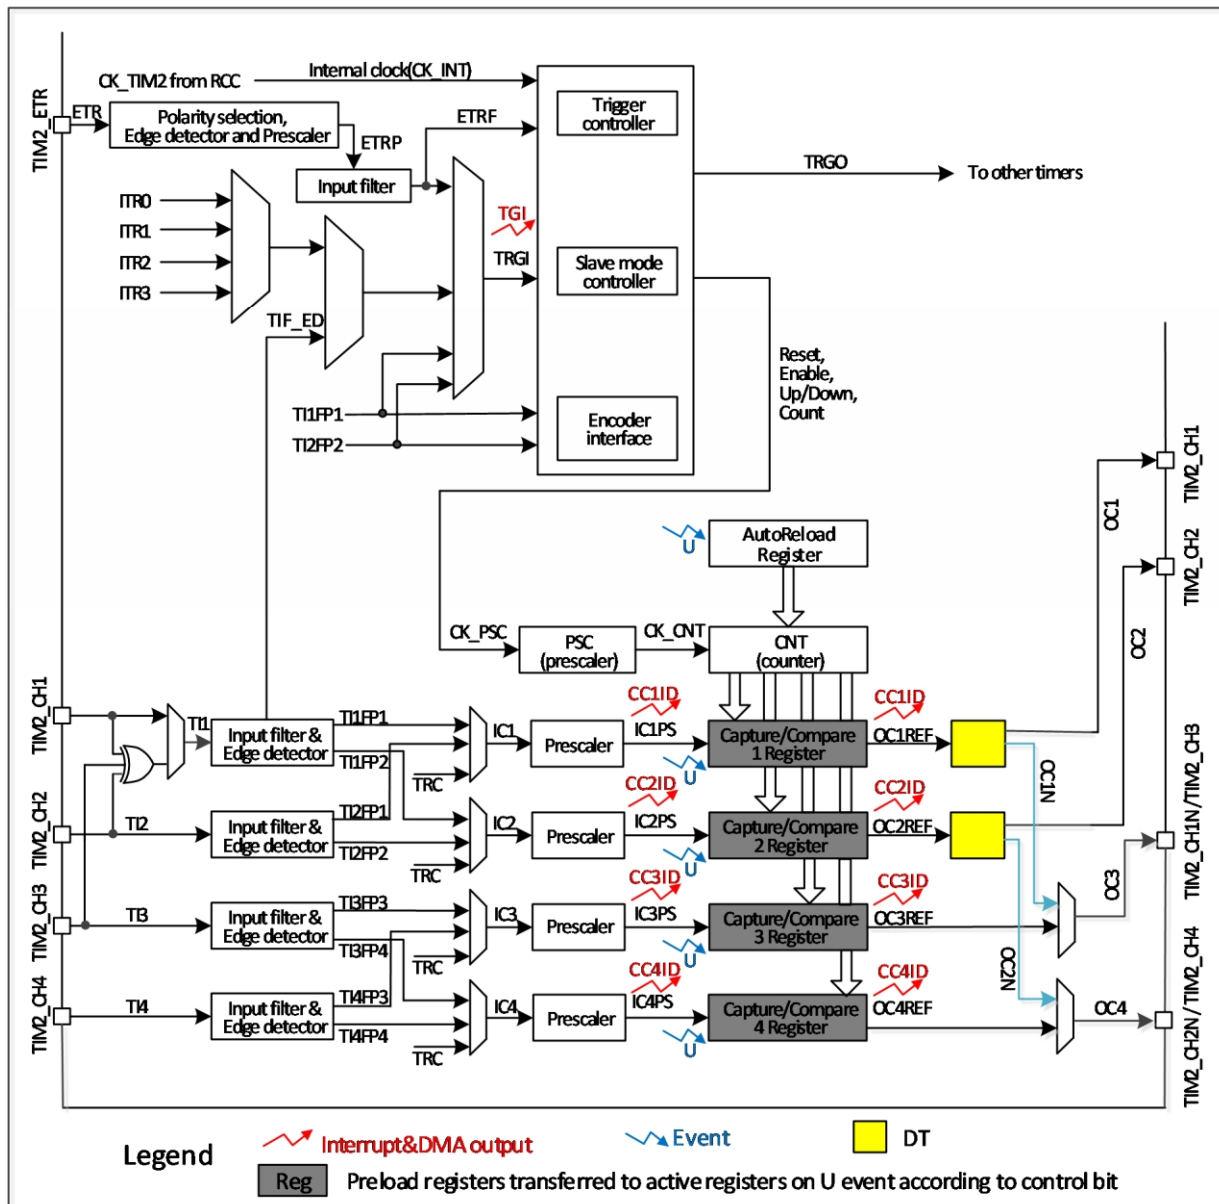 CK_TIM2 from RCC
Internal clock(CK_INT)
TIM2_ETR
ETR
Polarity selection,
Edge detector and Prescaler
ETRP
ETRF
Input filter
Trigger
controller
TRGO
To other timers
ITR0
ITR1
ITR2
ITR3
TGI
TRGI
Slave mode
controller
TIF_ED
Reset,
Enable,
Up/Down,
Count
TI1FP1
TI2FP2
Encoder
interface
TIM2_CH1
OC1
U
AutoReload
Register
TIM2_CH2
OC2
CK_PSC
PSC
(prescaler)
CK_CNT
CNT
(counter)
TIM2_CH1
TI1
Input filter &
Edge detector
TI1FP1
TI1FP2
TRC
IC1
Prescaler
CC1ID
IC1PS
U
Capture/Compare
1 Register
CC1ID
OC1REF
OC1N
TIM2_CH2
TI2
Input filter &
Edge detector
TI2FP1
TI2FP2
TRC
IC2
Prescaler
CC2ID
IC2PS
U
Capture/Compare
2 Register
CC2ID
OC2REF
OC2N
TIM2_CH1N/TIM2_CH3
TIM2_CH3
TI3
Input filter &
Edge detector
TI3FP3
TI3FP4
TRC
IC3
Prescaler
CC3ID
IC3PS
U
Capture/Compare
3 Register
CC3ID
OC3REF
OC3
TIM2_CH4
TI4
Input filter &
Edge detector
TI4FP3
TI4FP4
TRC
IC4
Prescaler
CC4ID
IC4PS
U
Capture/Compare
4 Register
CC4ID
OC4REF
OC4
TIM2_CH2N / TIM2_CH4
Legend
Interrupt&DMA output
Event
DT
Reg
Preload registers transferred to active registers on U event according to control bit